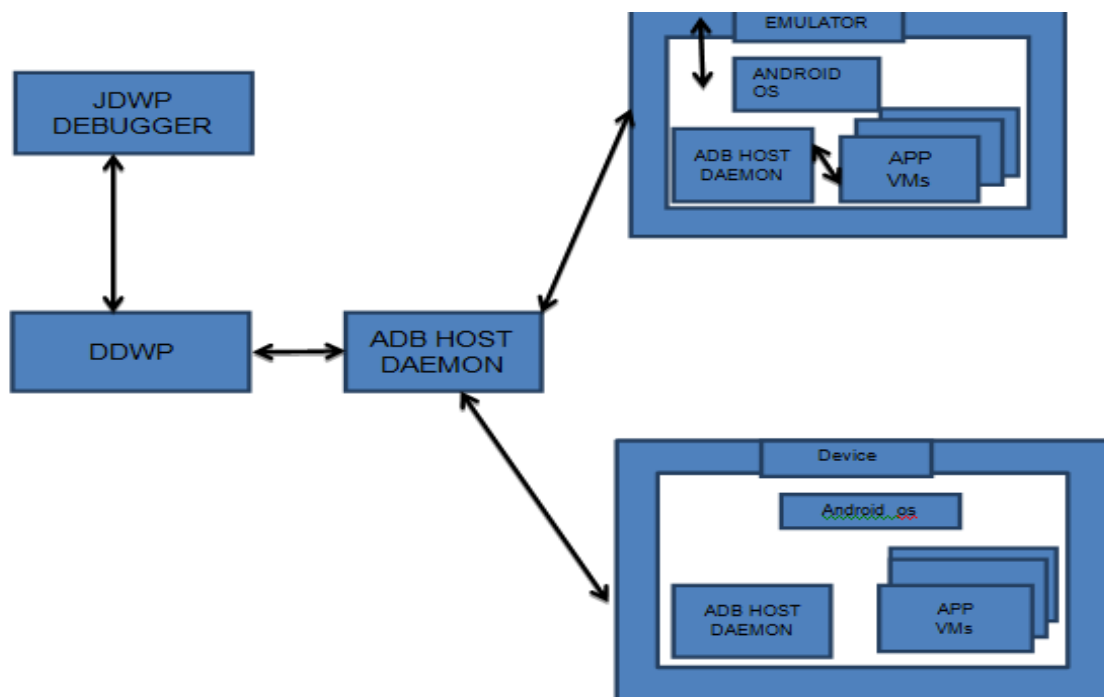 EMULATOR
ANDROID
OS
ADB HOST
DAEMON
APP
VMs
JDWP
DEBUGGER
DDWP
ADB HOST
DAEMON
Device
Android os
ADB HOST
DAEMON
APP
VMs